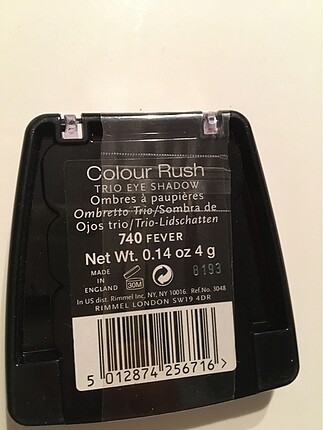 Colour Rush
TRIO EYE SHADOW
Ombres à paupières
Ombretto Trio/Sombra de
Ojos trio/Trio-Lidschatten
740 FEVER
Net Wt. 0.14 oz 4 g
MADE
IN
ENGLAND
30M
8193
In US dist. Rimmel Inc, NY, NY 10016. Ref.No. 3048
RIMMEL LONDON SW19 4DR
5 012874 256716 >